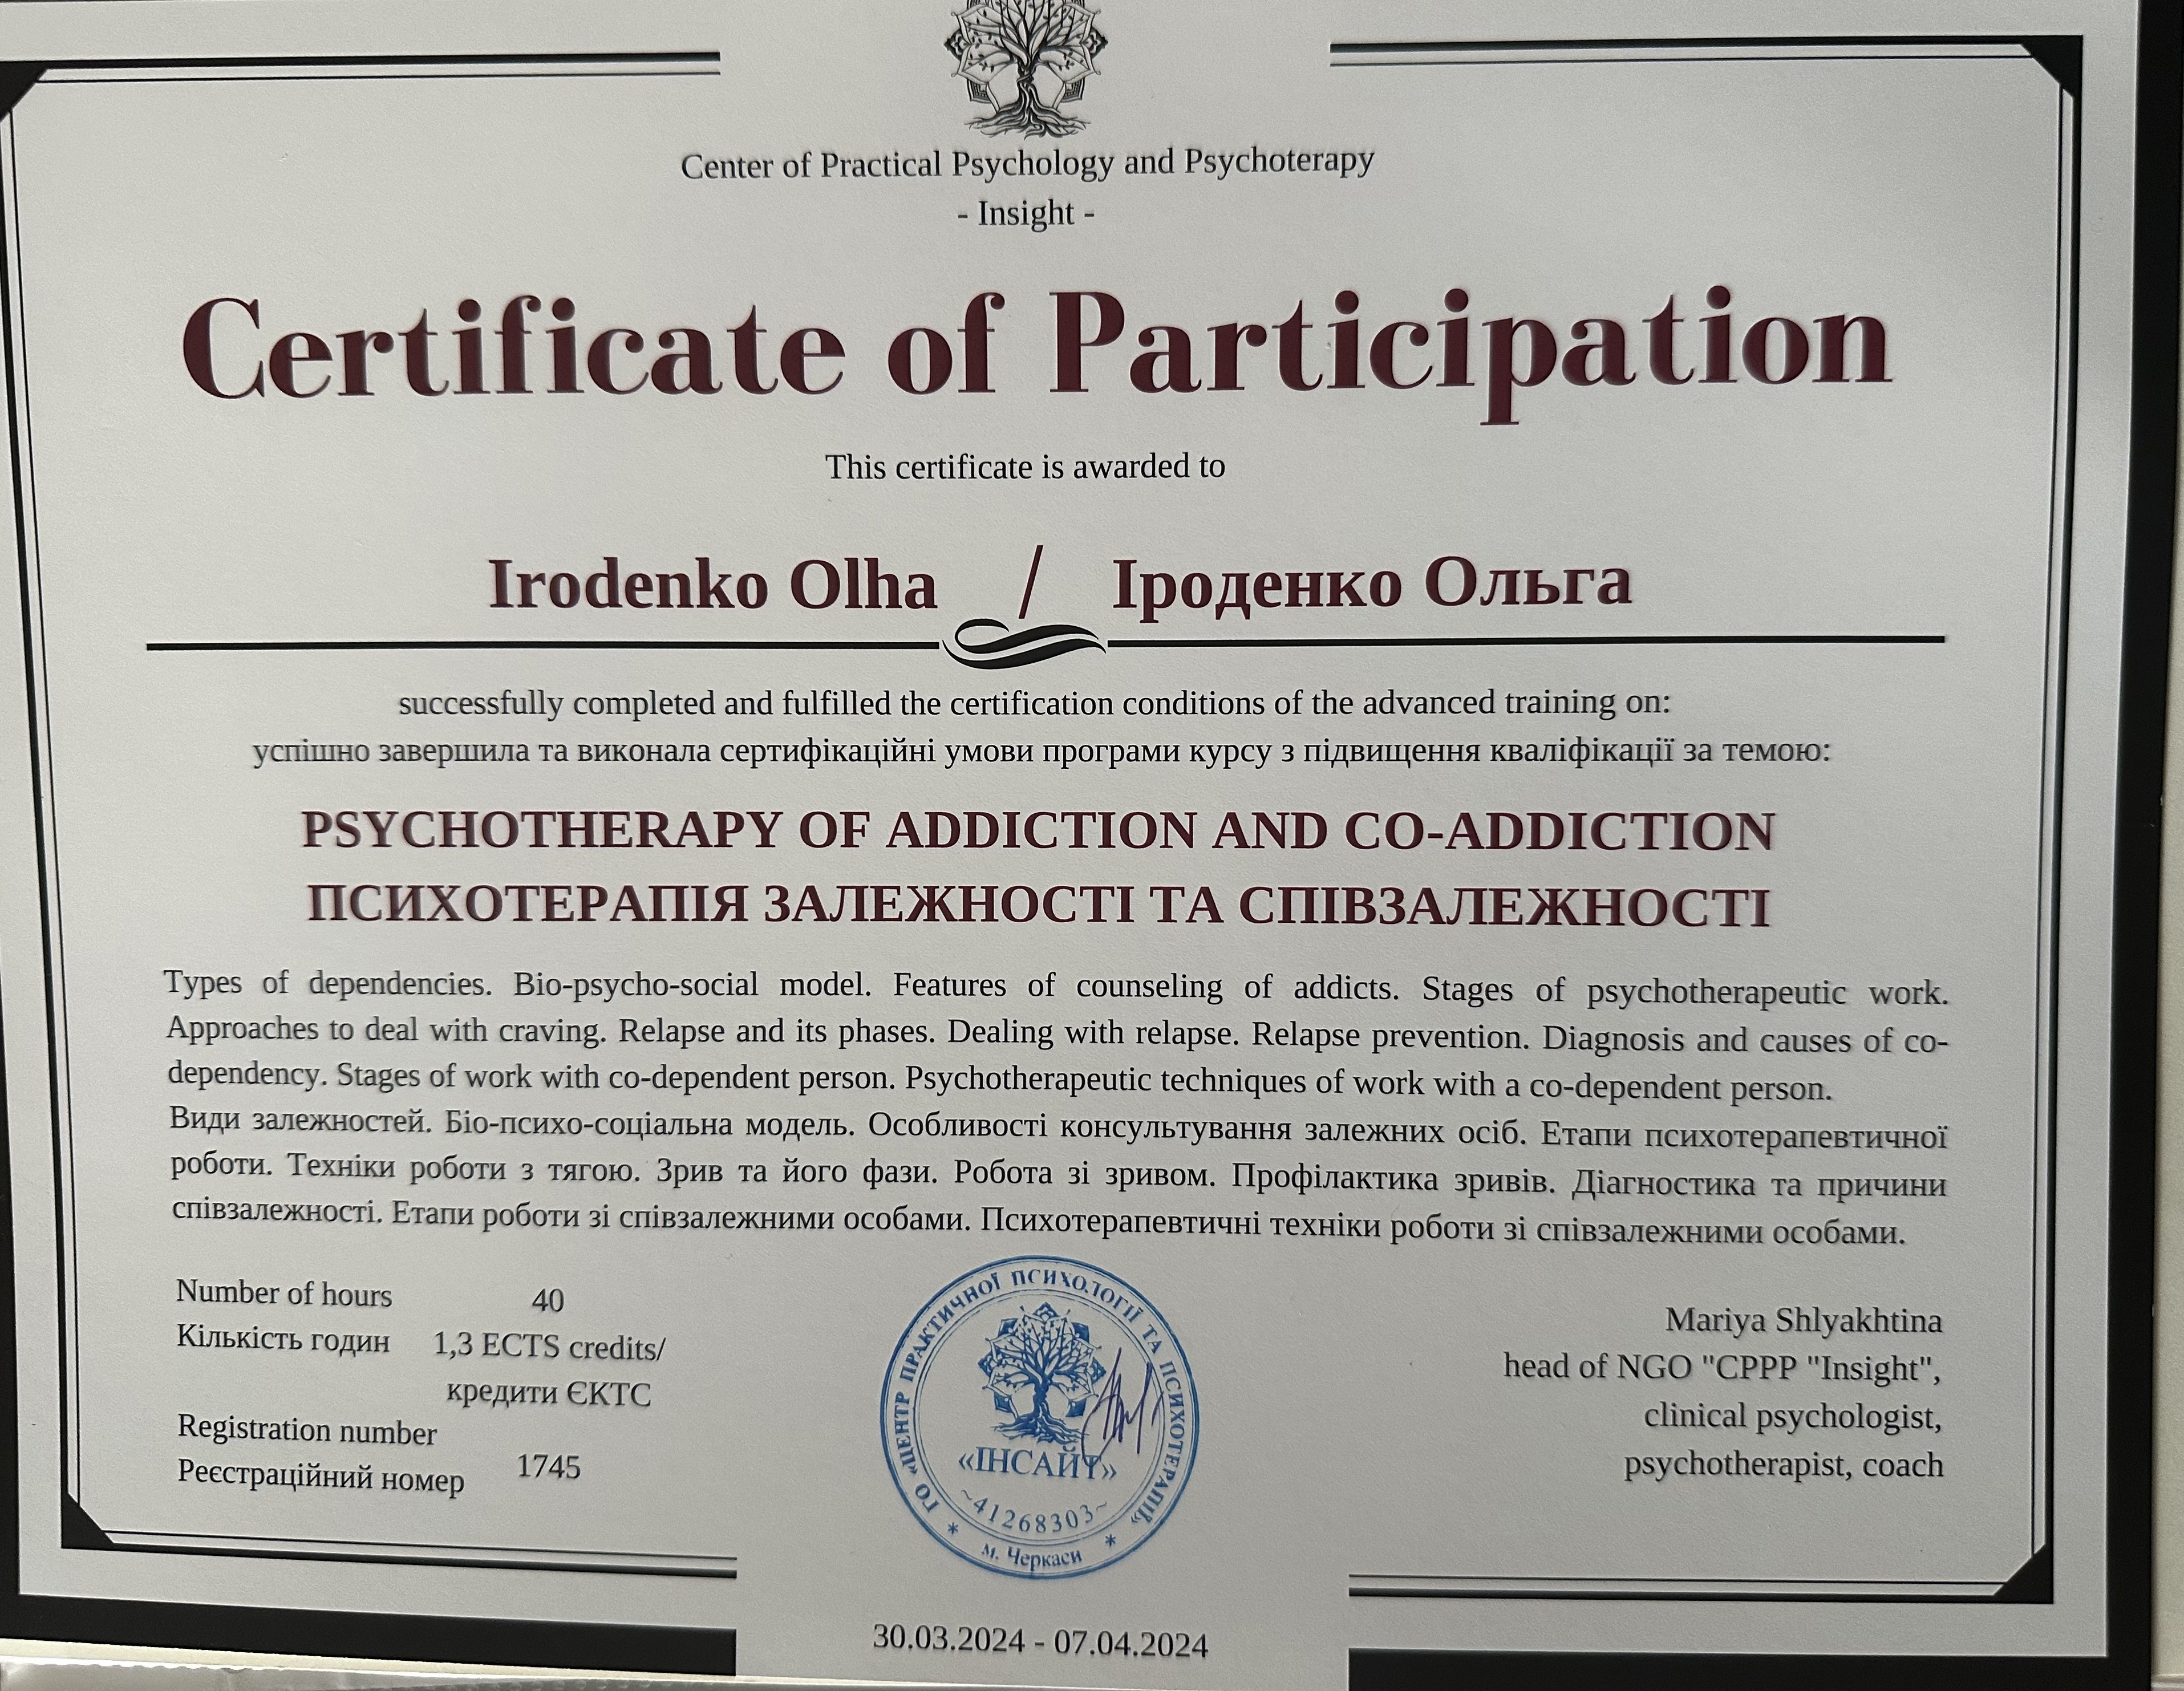 Center of Practical Psychology and Psychoterapy
- Insight -
Certificate of Participation
This certificate is awarded to
Irodenko Olha / Іроденко Ольга
successfully completed and fulfilled the certification conditions of the advanced training on:
успішно завершила та виконала сертифікаційні умови програми курсу з підвищення кваліфікації за темою:
PSYCHOTHERAPY OF ADDICTION AND CO-ADDICTION
ПСИХОТЕРАПІЯ ЗАЛЕЖНОСТІ ТА СПІВЗАЛЕЖНОСТІ
Types of dependencies. Bio-psycho-social model. Features of counseling of addicts. Stages of psychotherapeutic work.
Approaches to deal with craving. Relapse and its phases. Dealing with relapse. Relapse prevention. Diagnosis and causes of co-
dependency. Stages of work with co-dependent person. Psychotherapeutic techniques of work with a co-dependent person.
Види залежностей. Біо-психо-соціальна модель. Особливості консультування залежних осіб. Етапи психотерапевтичної
роботи. Техніки роботи з тягою. Зрив та його фази. Робота зі зривом. Профілактика зривів. Діагностика та причини
співзалежності. Етапи роботи зі співзалежними особами. Психотерапевтичні техніки роботи зі співзалежними особами.
Number of hours 40
Кількість годин 1,3 ECTS credits/
кредити ЄКТС
Registration number
Реєстраційний номер 1745
ГО «ЦЕНТР ПРАКТИЧНОЇ ПСИХОЛОГІЇ ТА ПСИХОТЕРАПІЇ»
«ІНСАЙТ»
~41268303~
* м. Черкаси *
Mariya Shlyakhtina
head of NGO "CPPP "Insight",
clinical psychologist,
psychotherapist, coach
30.03.2024 - 07.04.2024